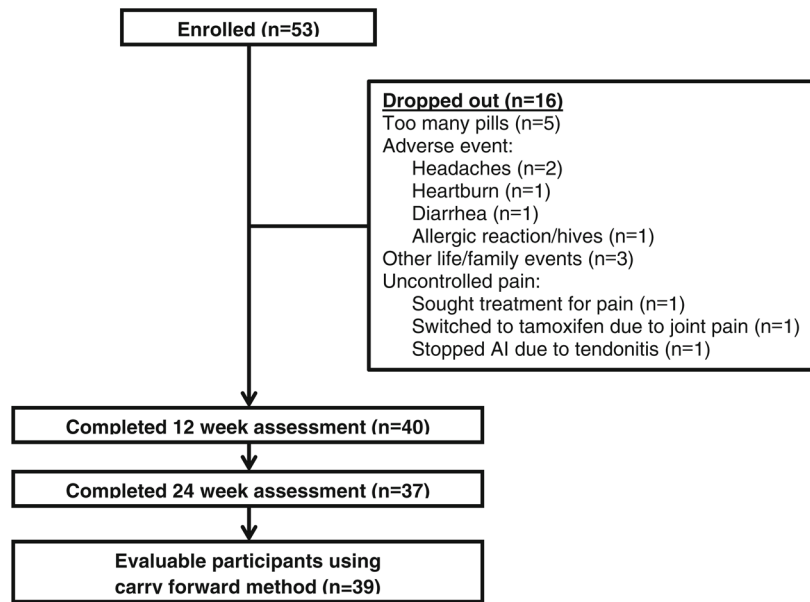 Enrolled (n=53)
Dropped out (n=16)
Too many pills (n=5)
Adverse event:
Headaches (n=2)
Heartburn (n=1)
Diarrhea (n=1)
Allergic reaction/hives (n=1)
Other life/family events (n=3)
Uncontrolled pain:
Sought treatment for pain (n=1)
Switched to tamoxifen due to joint pain (n=1)
Stopped AI due to tendonitis (n=1)
Completed 12 week assessment (n=40)
Completed 24 week assessment (n=37)
Evaluable participants using
carry forward method (n=39)